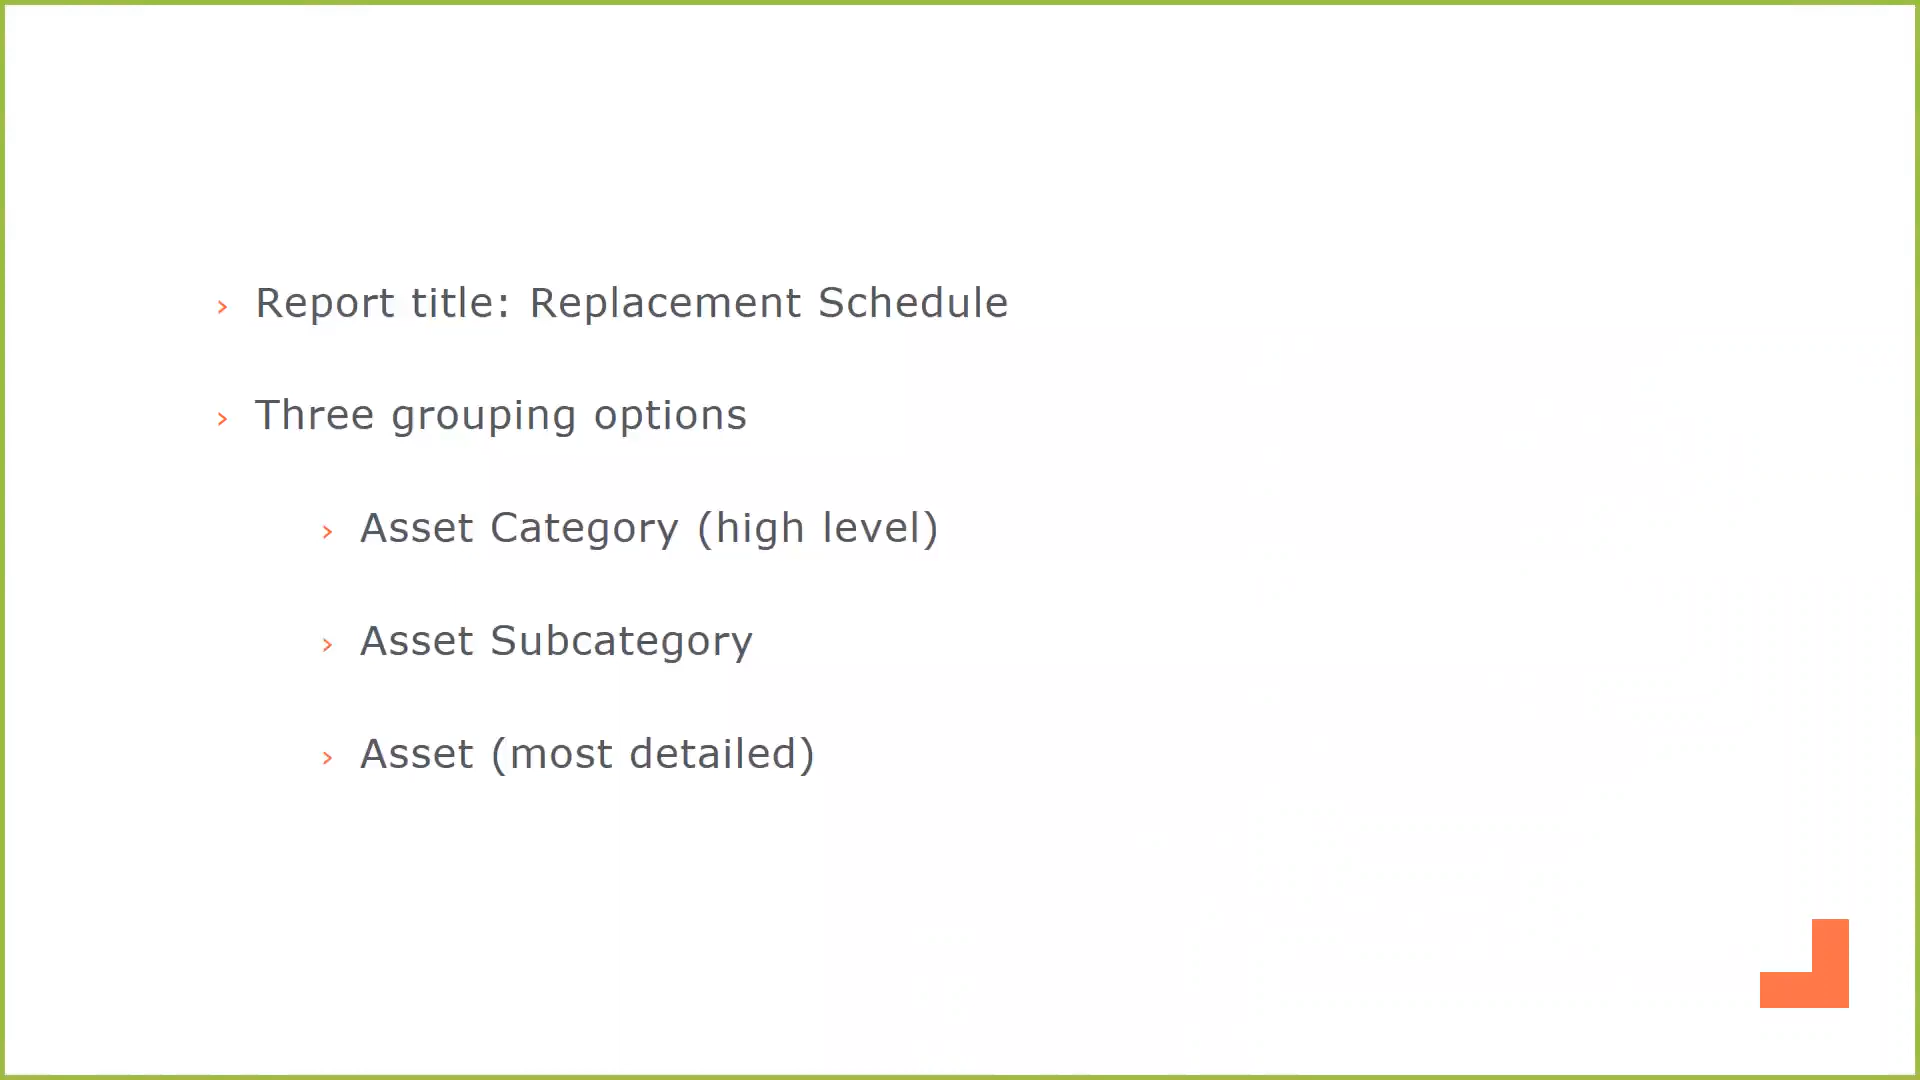 › Report title: Replacement Schedule
› Three grouping options
› Asset Category (high level)
› Asset Subcategory
› Asset (most detailed)